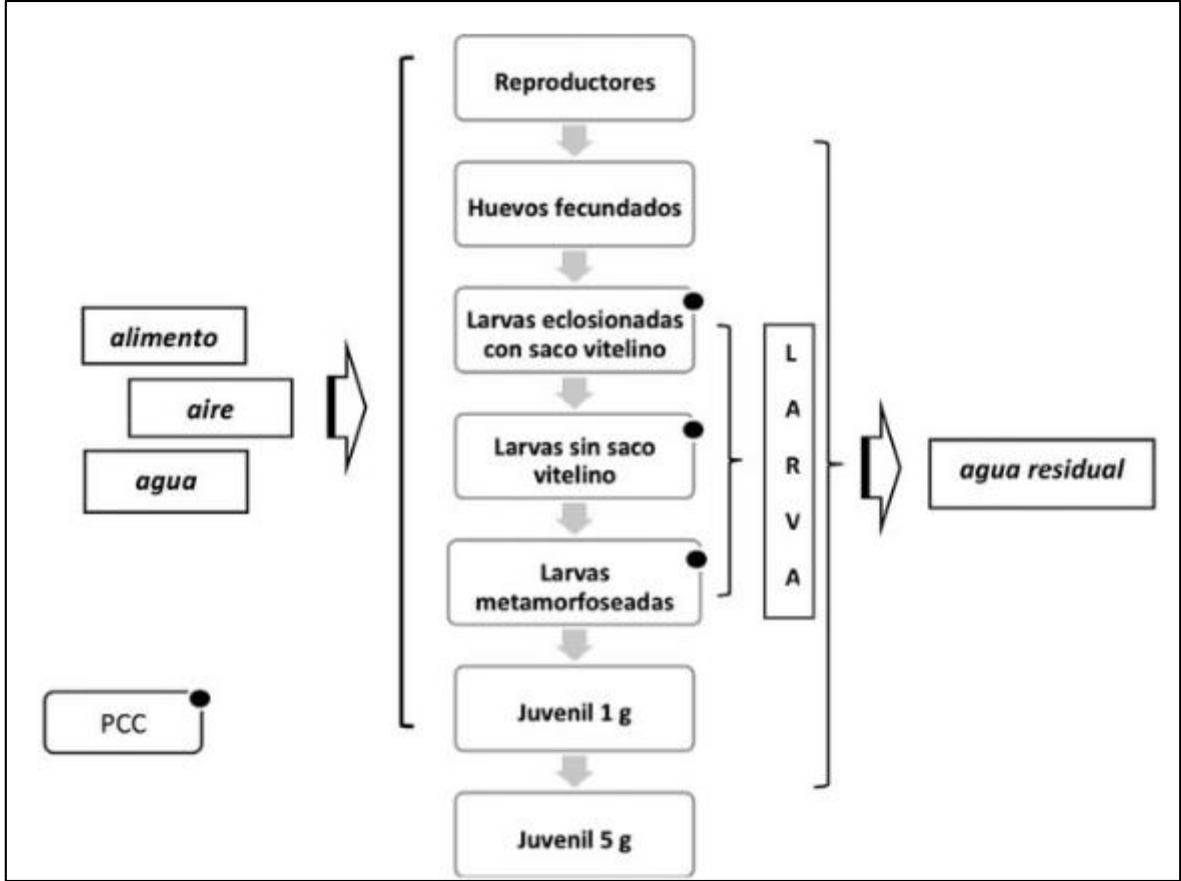 Reproductores
Huevos fecundados
Larvas eclosionadas
con saco vitelino
Larvas sin saco
vitelino
Larvas
metamorfoseadas
Juvenil 1 g
Juvenil 5 g
alimento
aire
agua
PCC
L
A
R
V
A
agua residual